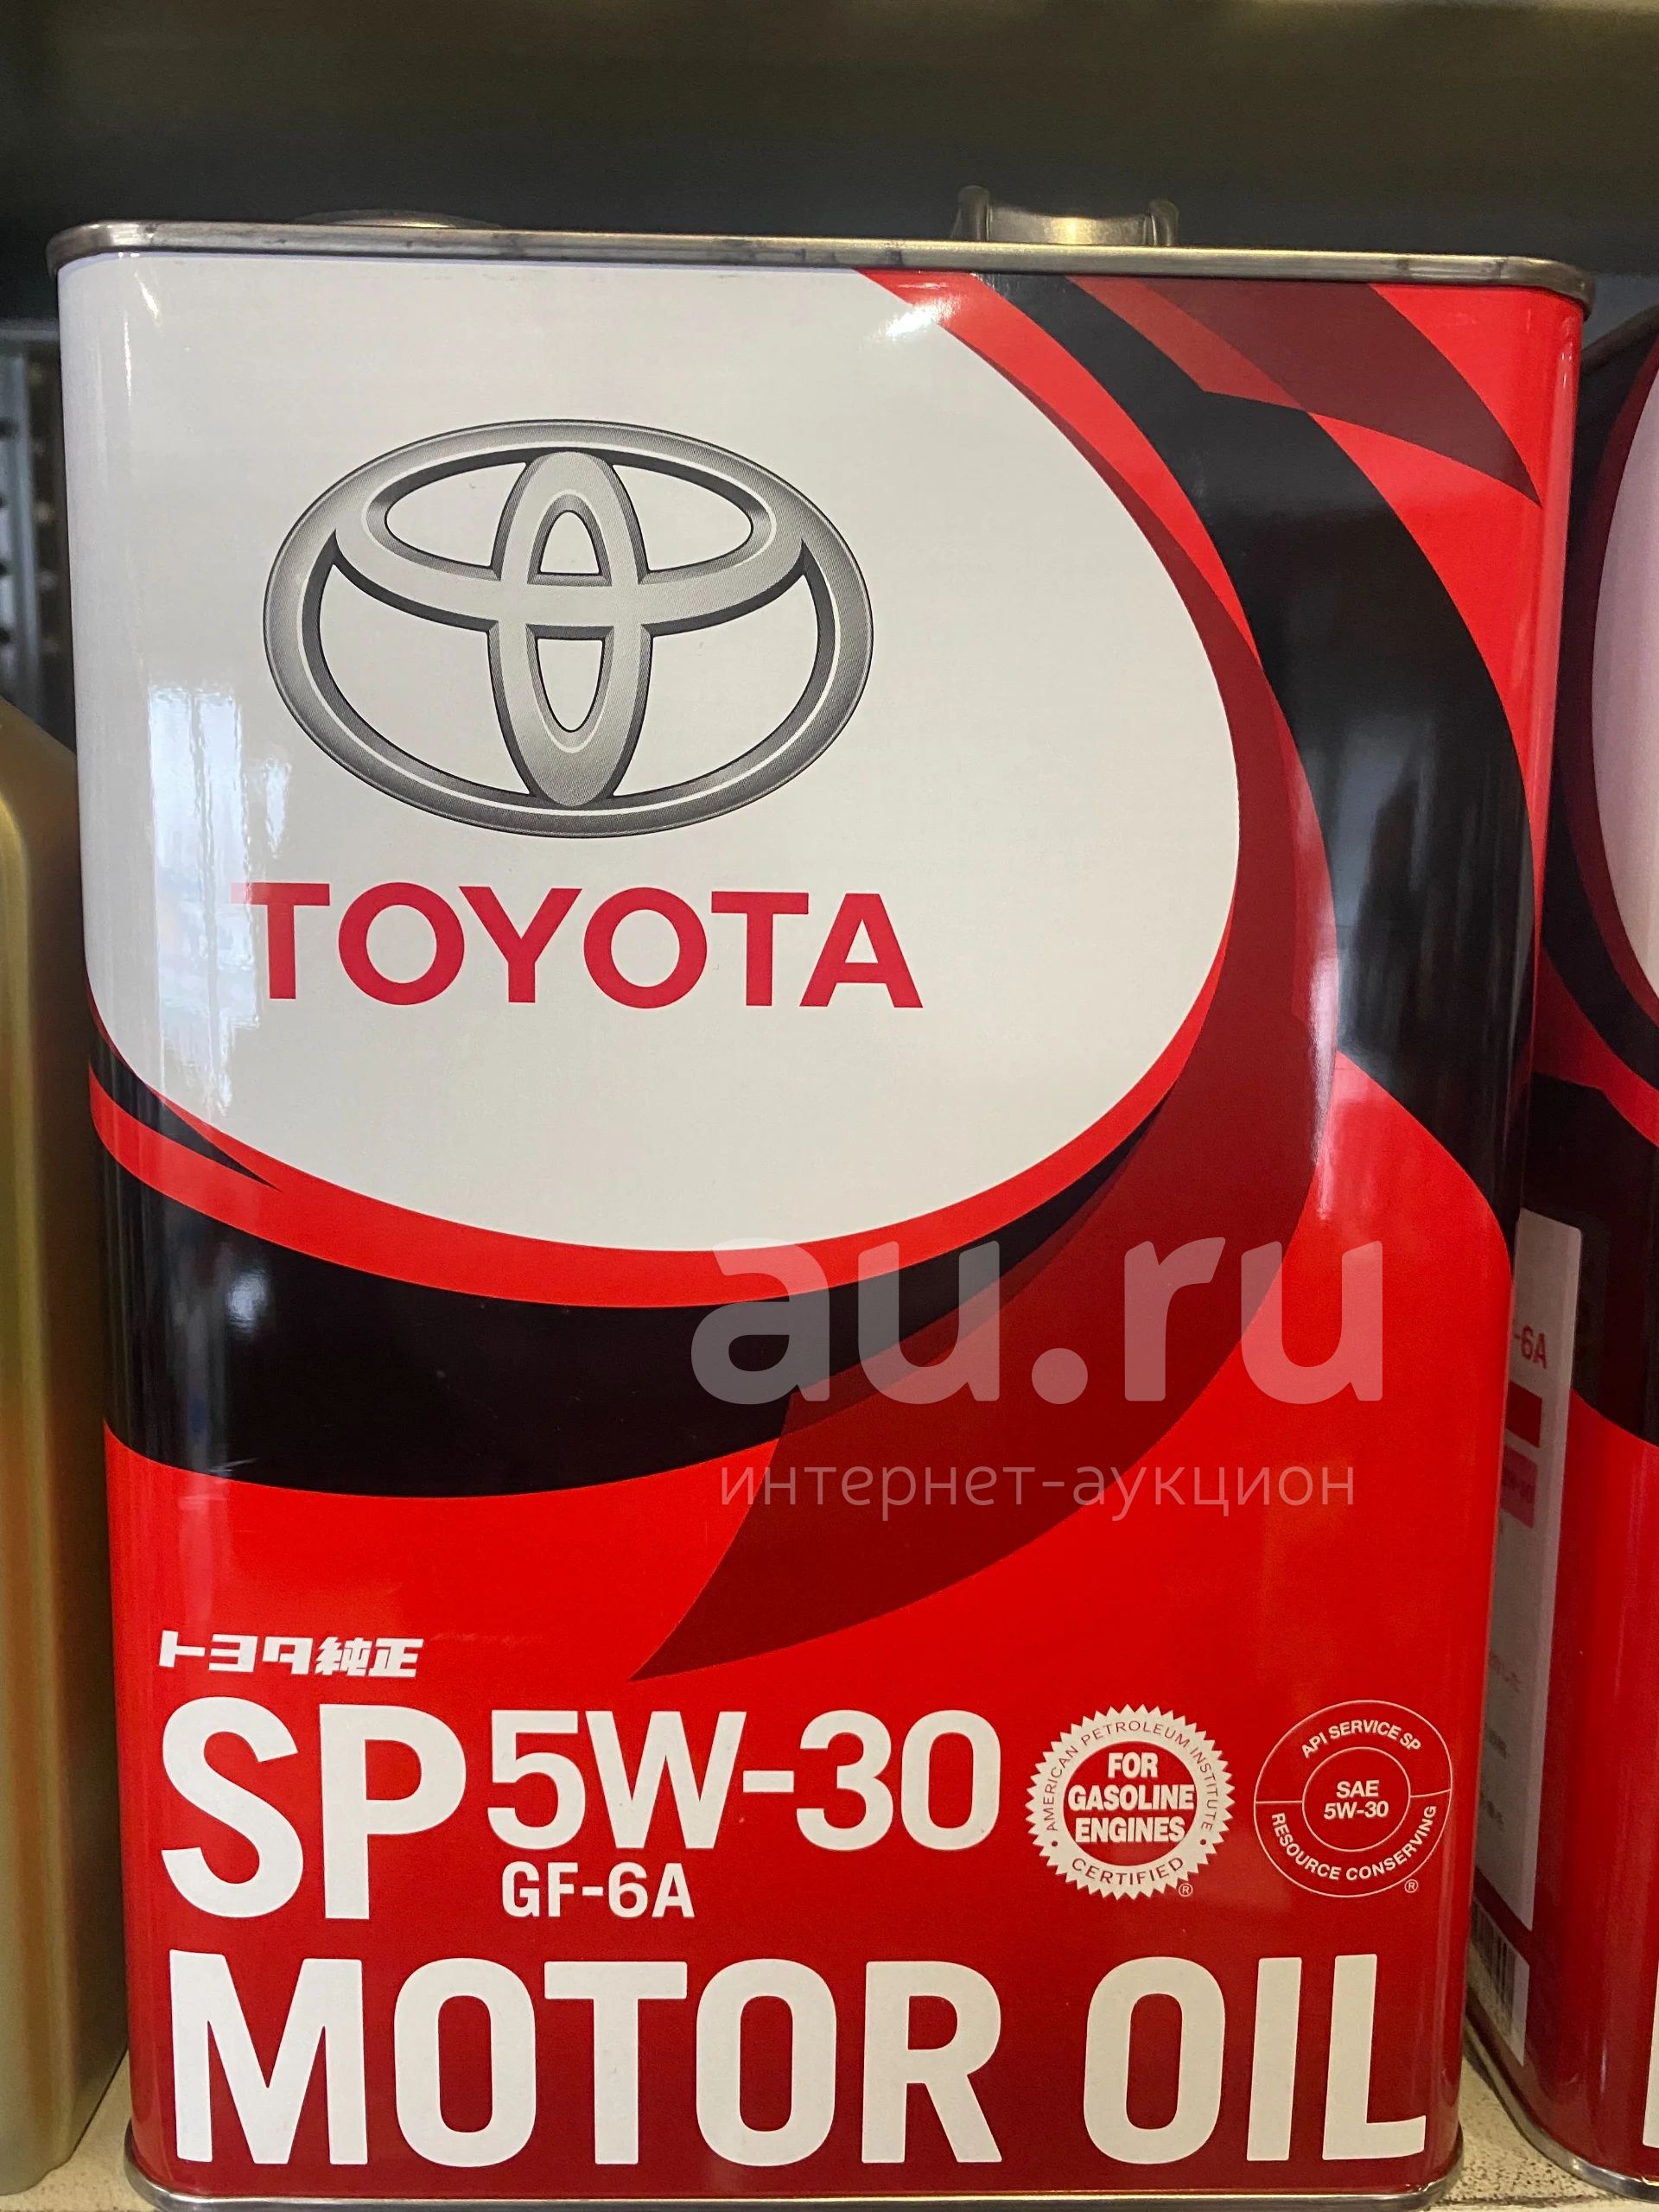 TOYOTA
au.ru
интернет-аукцион
-6A
トヨタ純正
SP 5W-30
GF-6A
AMERICAN PETROLEUM INSTITUTE
FOR
GASOLINE
ENGINES
CERTIFIED
®
API SERVICE SP
SAE
5W-30
RESOURCE CONSERVING
®
MOTOR OIL